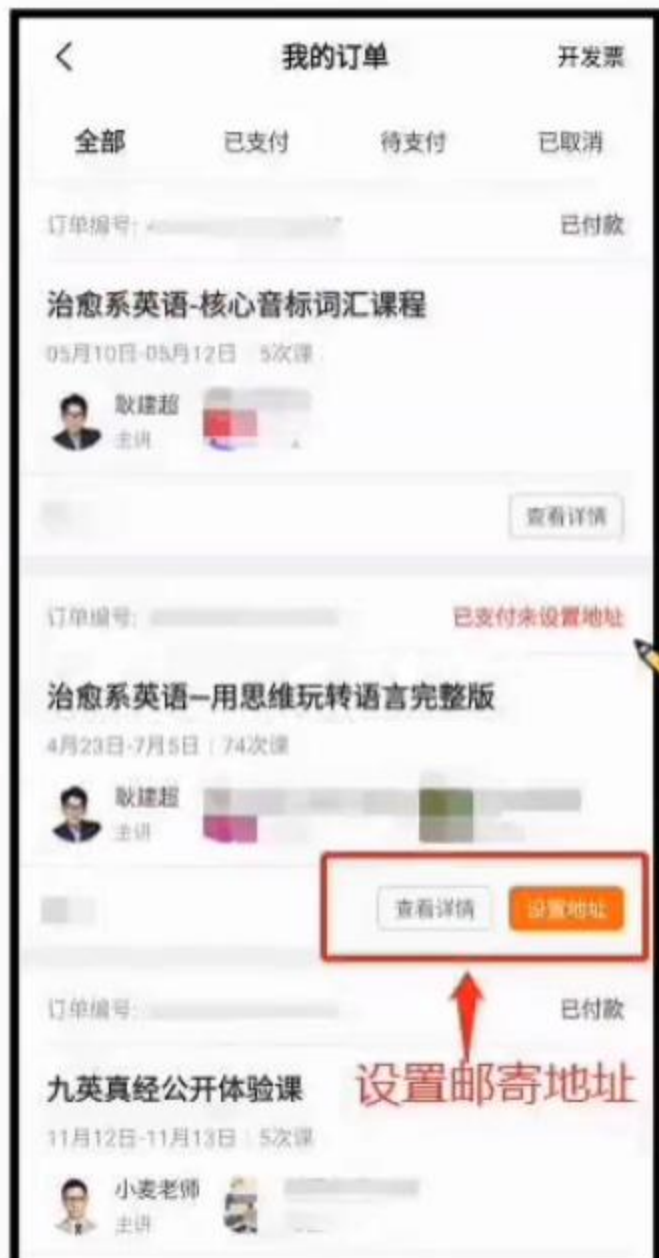 我的订单 开发票
全部 已支付 待支付 已取消
订单编号: 已付款
治愈系英语-核心音标词汇课程
05月10日-05月12日 5次课
耿建超
主讲
查看详情
订单编号: 已支付未设置地址
治愈系英语—用思维玩转语言完整版
4月23日-7月5日 | 74次课
耿建超
主讲
查看详情 设置地址
订单编号: 已付款
九英真经公开体验课
设置邮寄地址
11月12日-11月13日 5次课
小麦老师
主讲